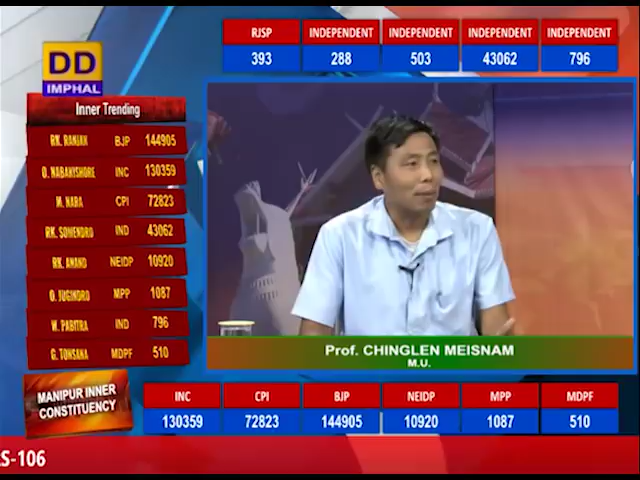 RJSP INDEPENDENT INDEPENDENT INDEPENDENT INDEPENDENT
393 288 503 43062 796
DD
IMPHAL
Inner Trending
RK. RANJAN BJP 144905
O. NABAKISHORE INC 130359
M. NARA CPI 72823
RK. SOMENDRO IND 43062
RK. ANAND NEIDP 10920
O. JUGINDRO MPP 1087
W. PABITRA IND 796
G. TONSANA MDPF 510
Prof. CHINGLEN MEISNAM
M.U.
MANIPUR INNER
CONSTITUENCY
INC CPI BJP NEIDP MPP MDPF
130359 72823 144905 10920 1087 510
S-106